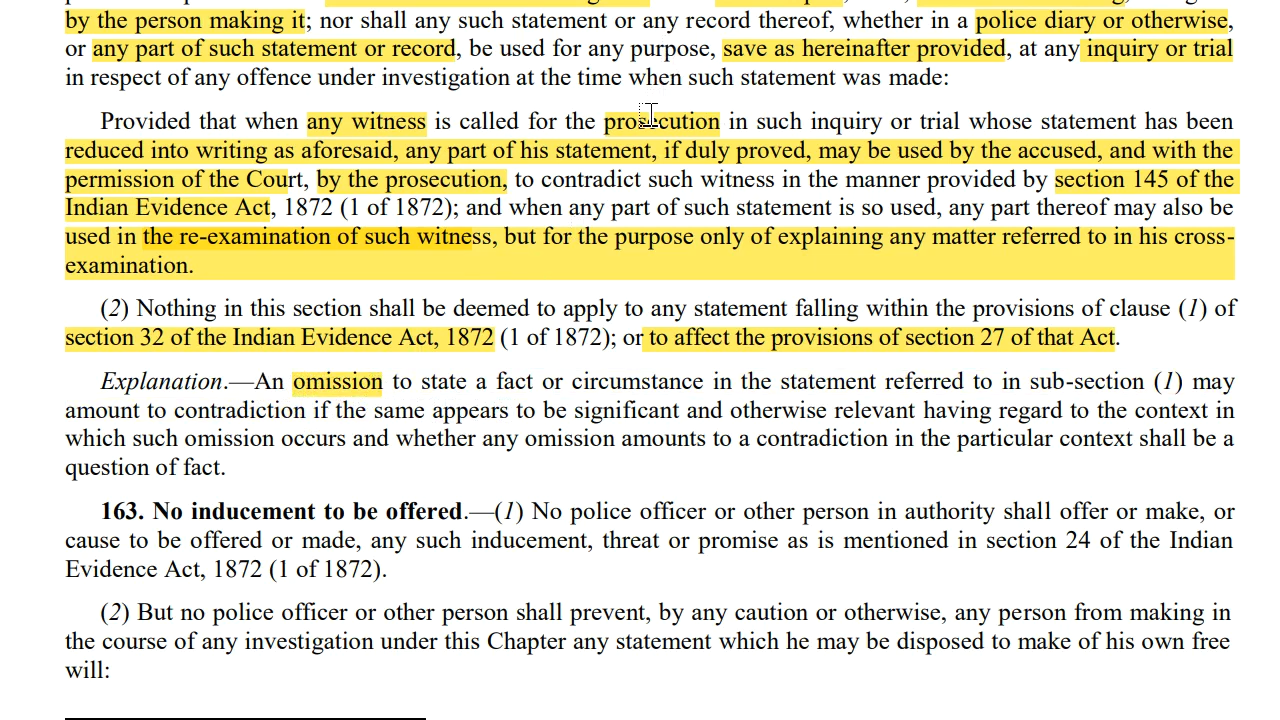 by the person making it; nor shall any such statement or any record thereof, whether in a police diary or otherwise,
or any part of such statement or record, be used for any purpose, save as hereinafter provided, at any inquiry or trial
in respect of any offence under investigation at the time when such statement was made:
Provided that when any witness is called for the prosecution in such inquiry or trial whose statement has been
reduced into writing as aforesaid, any part of his statement, if duly proved, may be used by the accused, and with the
permission of the Court, by the prosecution, to contradict such witness in the manner provided by section 145 of the
Indian Evidence Act, 1872 (1 of 1872); and when any part of such statement is so used, any part thereof may also be
used in the re-examination of such witness, but for the purpose only of explaining any matter referred to in his cross-
examination.
(2) Nothing in this section shall be deemed to apply to any statement falling within the provisions of clause (1) of
section 32 of the Indian Evidence Act, 1872 (1 of 1872); or to affect the provisions of section 27 of that Act.
Explanation.—An omission to state a fact or circumstance in the statement referred to in sub-section (1) may
amount to contradiction if the same appears to be significant and otherwise relevant having regard to the context in
which such omission occurs and whether any omission amounts to a contradiction in the particular context shall be a
question of fact.
163. No inducement to be offered.—(1) No police officer or other person in authority shall offer or make, or
cause to be offered or made, any such inducement, threat or promise as is mentioned in section 24 of the Indian
Evidence Act, 1872 (1 of 1872).
(2) But no police officer or other person shall prevent, by any caution or otherwise, any person from making in
the course of any investigation under this Chapter any statement which he may be disposed to make of his own free
will: